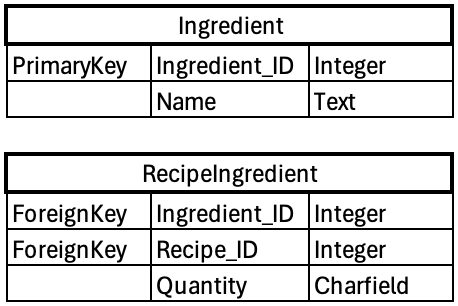 Ingredient
PrimaryKey Ingredient_ID Integer
Name Text
RecipeIngredient
ForeignKey Ingredient_ID Integer
ForeignKey Recipe_ID Integer
Quantity Charfield